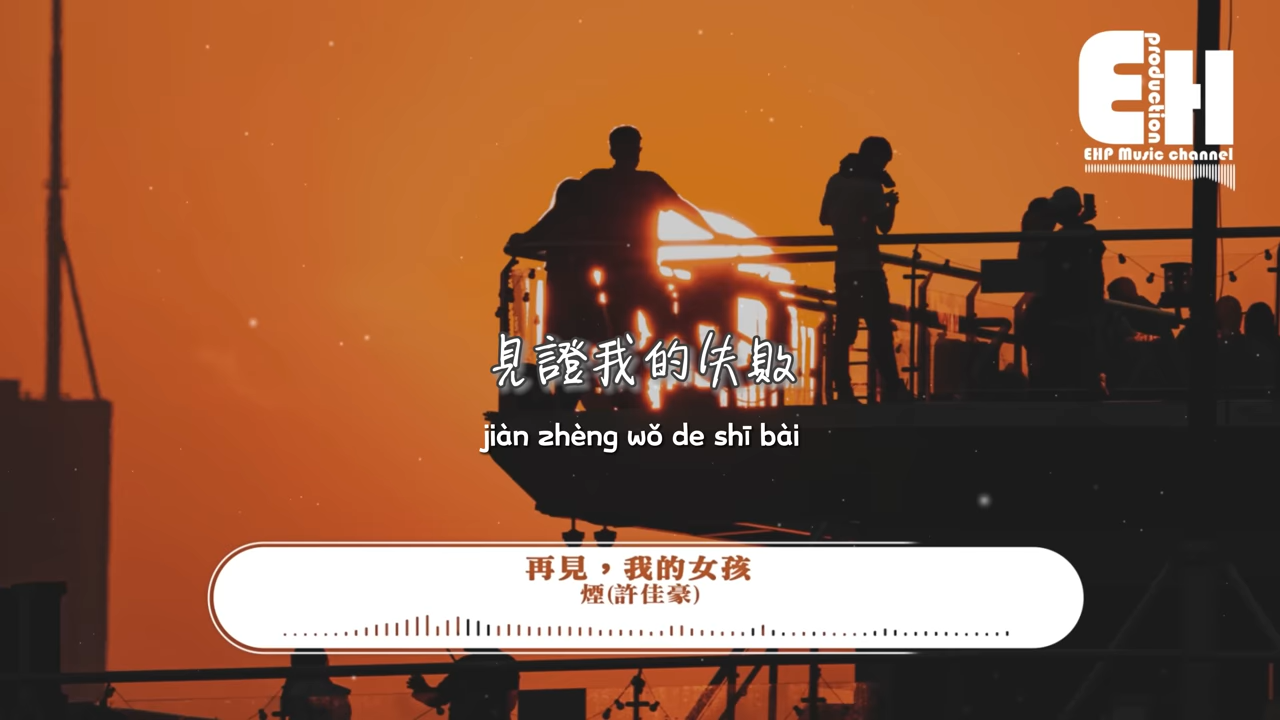 EH
production
EHP Music channel
見證我的失敗
jiàn zhèng wǒ de shī bài
再見，我的女孩
煙(許佳豪)